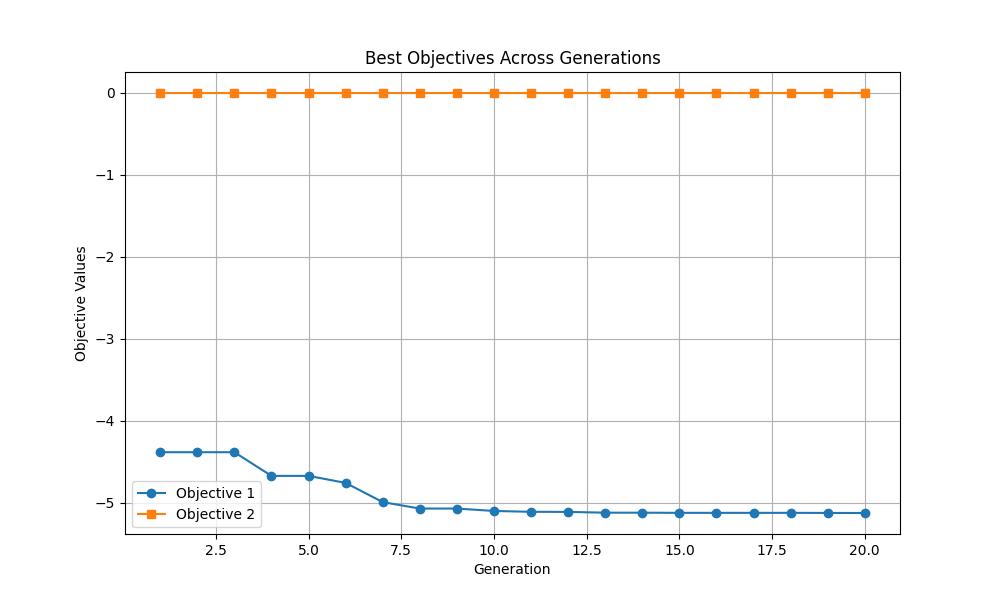 Best Objectives Across Generations
Objective Values
0
−1
−2
−3
−4
−5
Objective 1
Objective 2
2.5 5.0 7.5 10.0 12.5 15.0 17.5 20.0
Generation